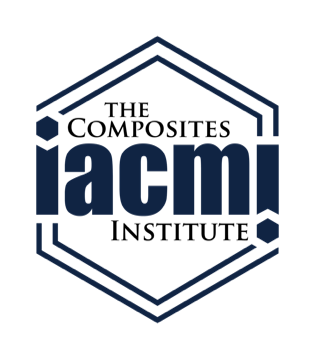 THE
COMPOSITES
iacmi
INSTITUTE